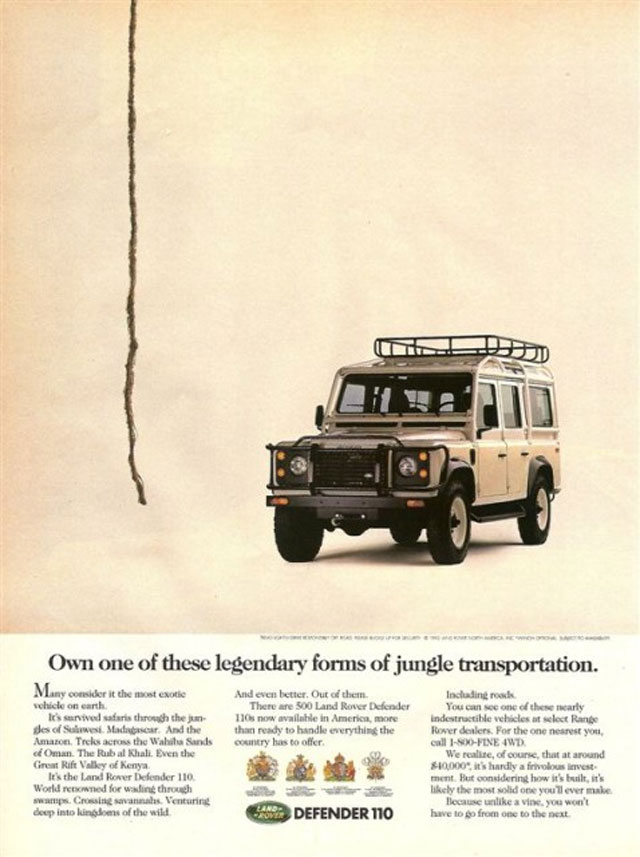 Own one of these legendary forms of jungle transportation.
Many consider it the most exotic
vehicle on earth.
It's survived safaris through the jun-
gles of Sulawesi. Madagascar. And the
Amazon. Treks across the Wahiba Sands
of Oman. The Rub al Khali. Even the
Great Rift Valley of Kenya.
It's the Land Rover Defender 110.
World renowned for wading through
swamps. Crossing savannahs. Venturing
deep into kingdoms of the wild.
And even better. Out of them.
There are 500 Land Rover Defender
110s now available in America, more
than ready to handle everything the
country has to offer.
LAND-
ROVER
DEFENDER 110
Including roads.
You can see one of these nearly
indestructible vehicles at select Range
Rover dealers. For the one nearest you,
call 1-800-FINE 4WD.
We realize, of course, that at around
$40,000*, it's hardly a frivolous invest-
ment. But considering how it's built, it's
likely the most solid one you'll ever make.
Because unlike a vine, you won't
have to go from one to the next.